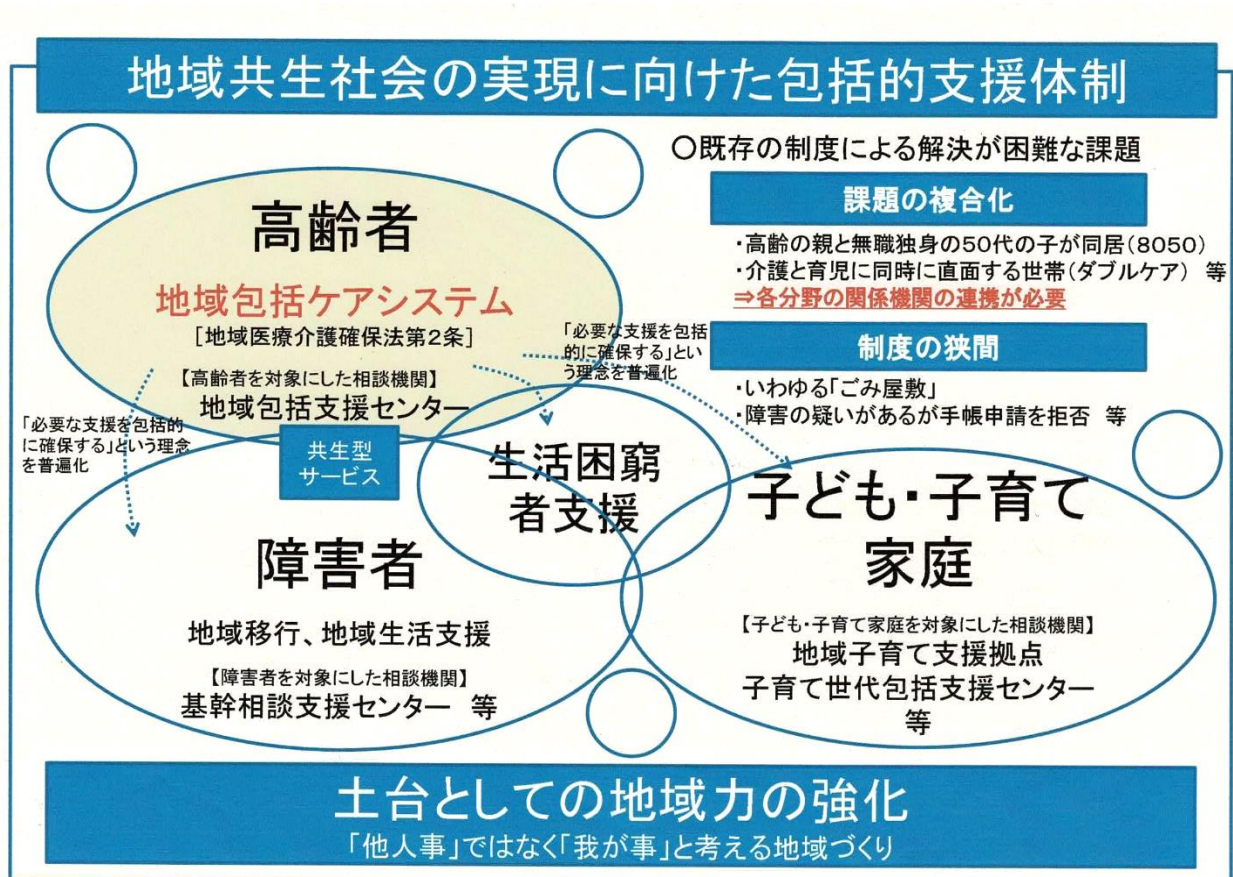 地域共生社会の実現に向けた包括的支援体制
○既存の制度による解決が困難な課題
課題の複合化
・高齢の親と無職独身の50代の子が同居(8050)
・介護と育児に同時に直面する世帯(ダブルケア) 等
⇒各分野の関係機関の連携が必要
制度の狭間
・いわゆる「ごみ屋敷」
・障害の疑いがあるが手帳申請を拒否 等
高齢者
地域包括ケアシステム
[地域医療介護確保法第2条]
【高齢者を対象にした相談機関】
地域包括支援センター
「必要な支援を包括
的に確保する」とい
う理念を普遍化
「必要な支援を包括的
に確保する」という理念
を普遍化
共生型
サービス
生活困窮
者支援
障害者
地域移行、地域生活支援
【障害者を対象にした相談機関】
基幹相談支援センター 等
子ども・子育て
家庭
【子ども・子育て家庭を対象にした相談機関】
地域子育て支援拠点
子育て世代包括支援センター
等
土台としての地域力の強化
「他人事」ではなく「我が事」と考える地域づくり